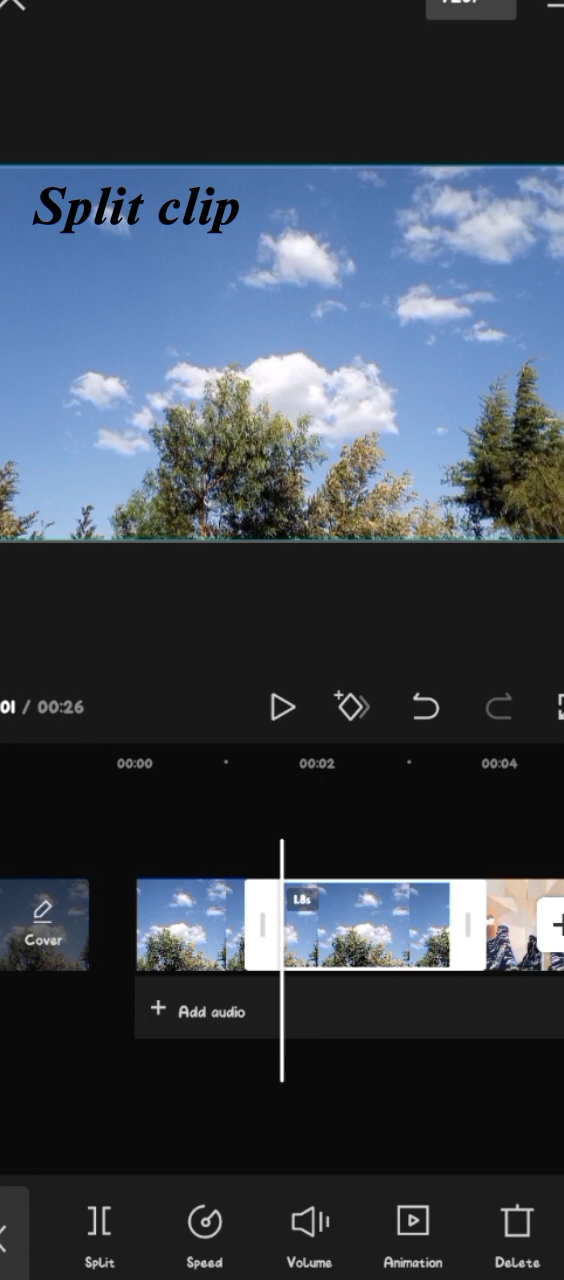 Split clip
01 / 00:26
00:00
00:02
00:04
1.8s
Cover
Add audio
Split
Speed
Volume
Animation
Delete